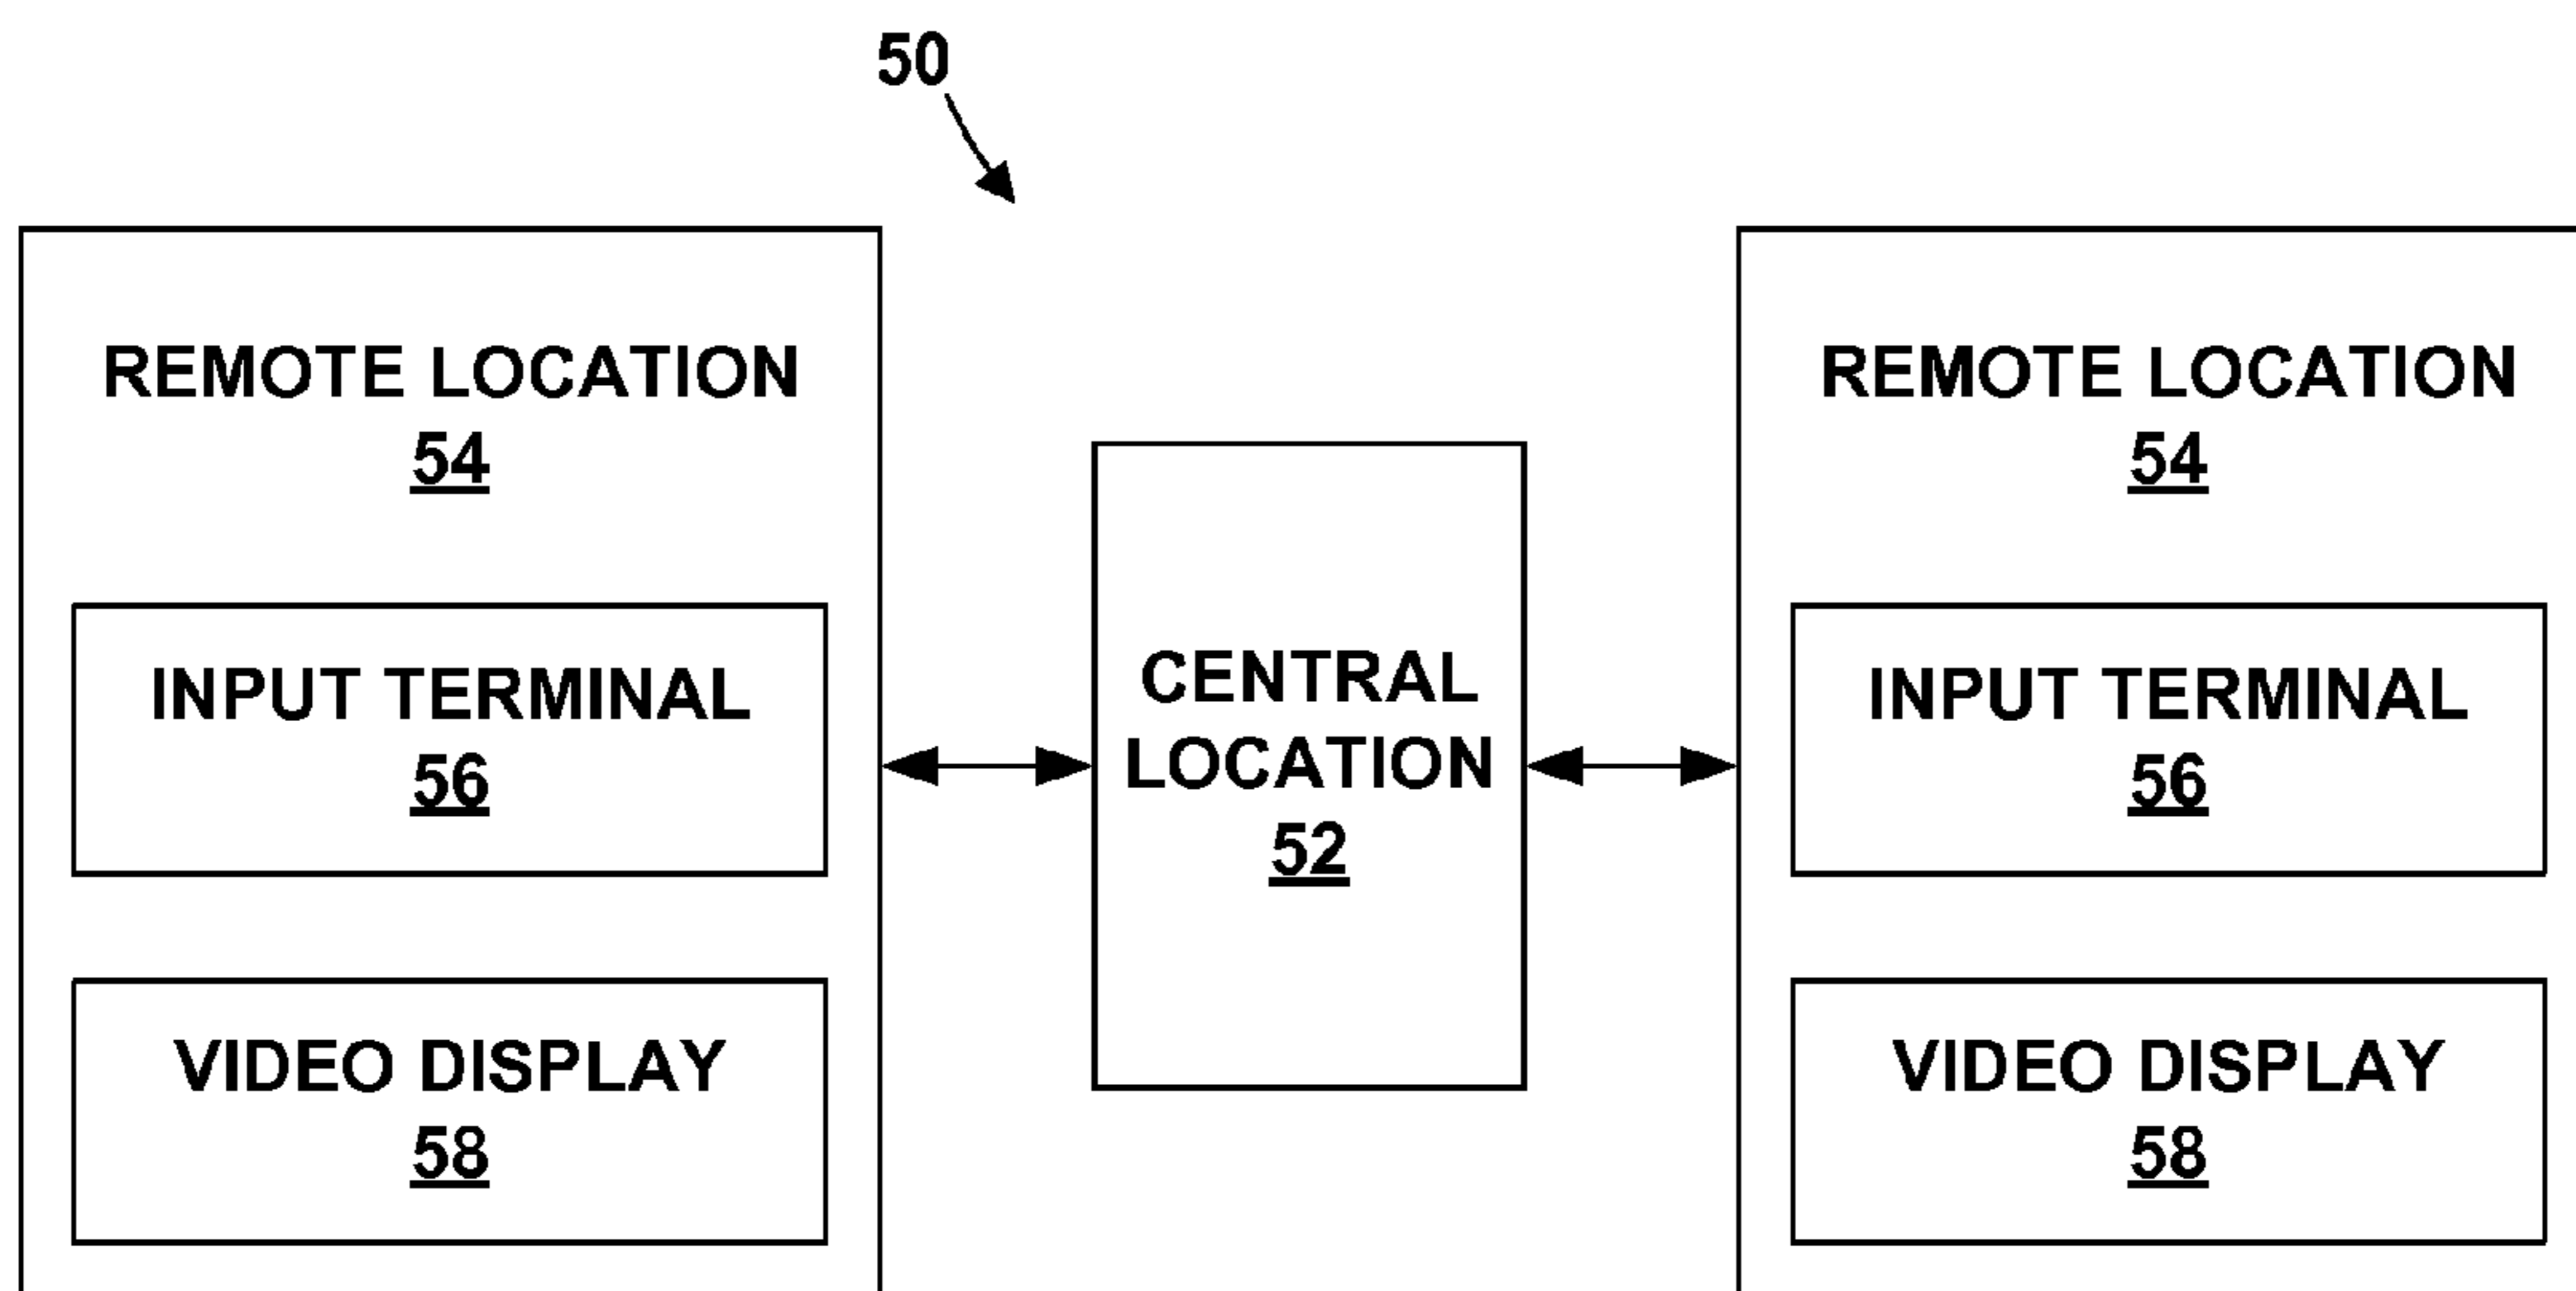 50
REMOTE LOCATION
54
INPUT TERMINAL
56
VIDEO DISPLAY
58
CENTRAL
LOCATION
52
REMOTE LOCATION
54
INPUT TERMINAL
56
VIDEO DISPLAY
58